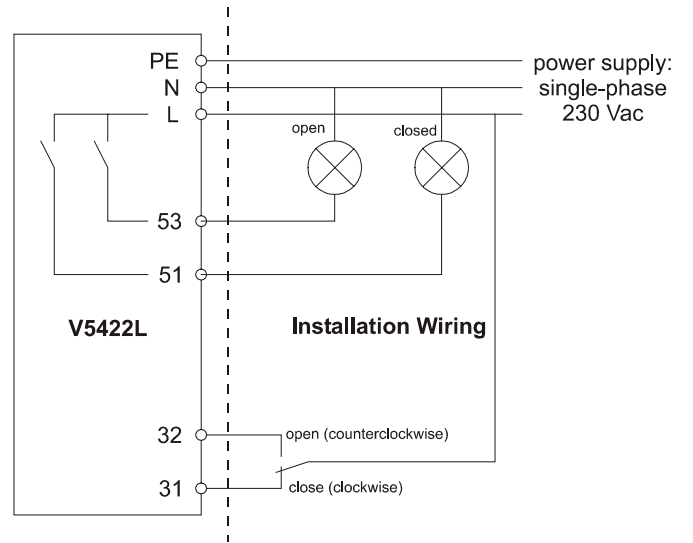 PE
N
L
power supply:
single-phase
230 Vac
open
closed
53
51
V5422L
Installation Wiring
32
open (counterclockwise)
31
close (clockwise)